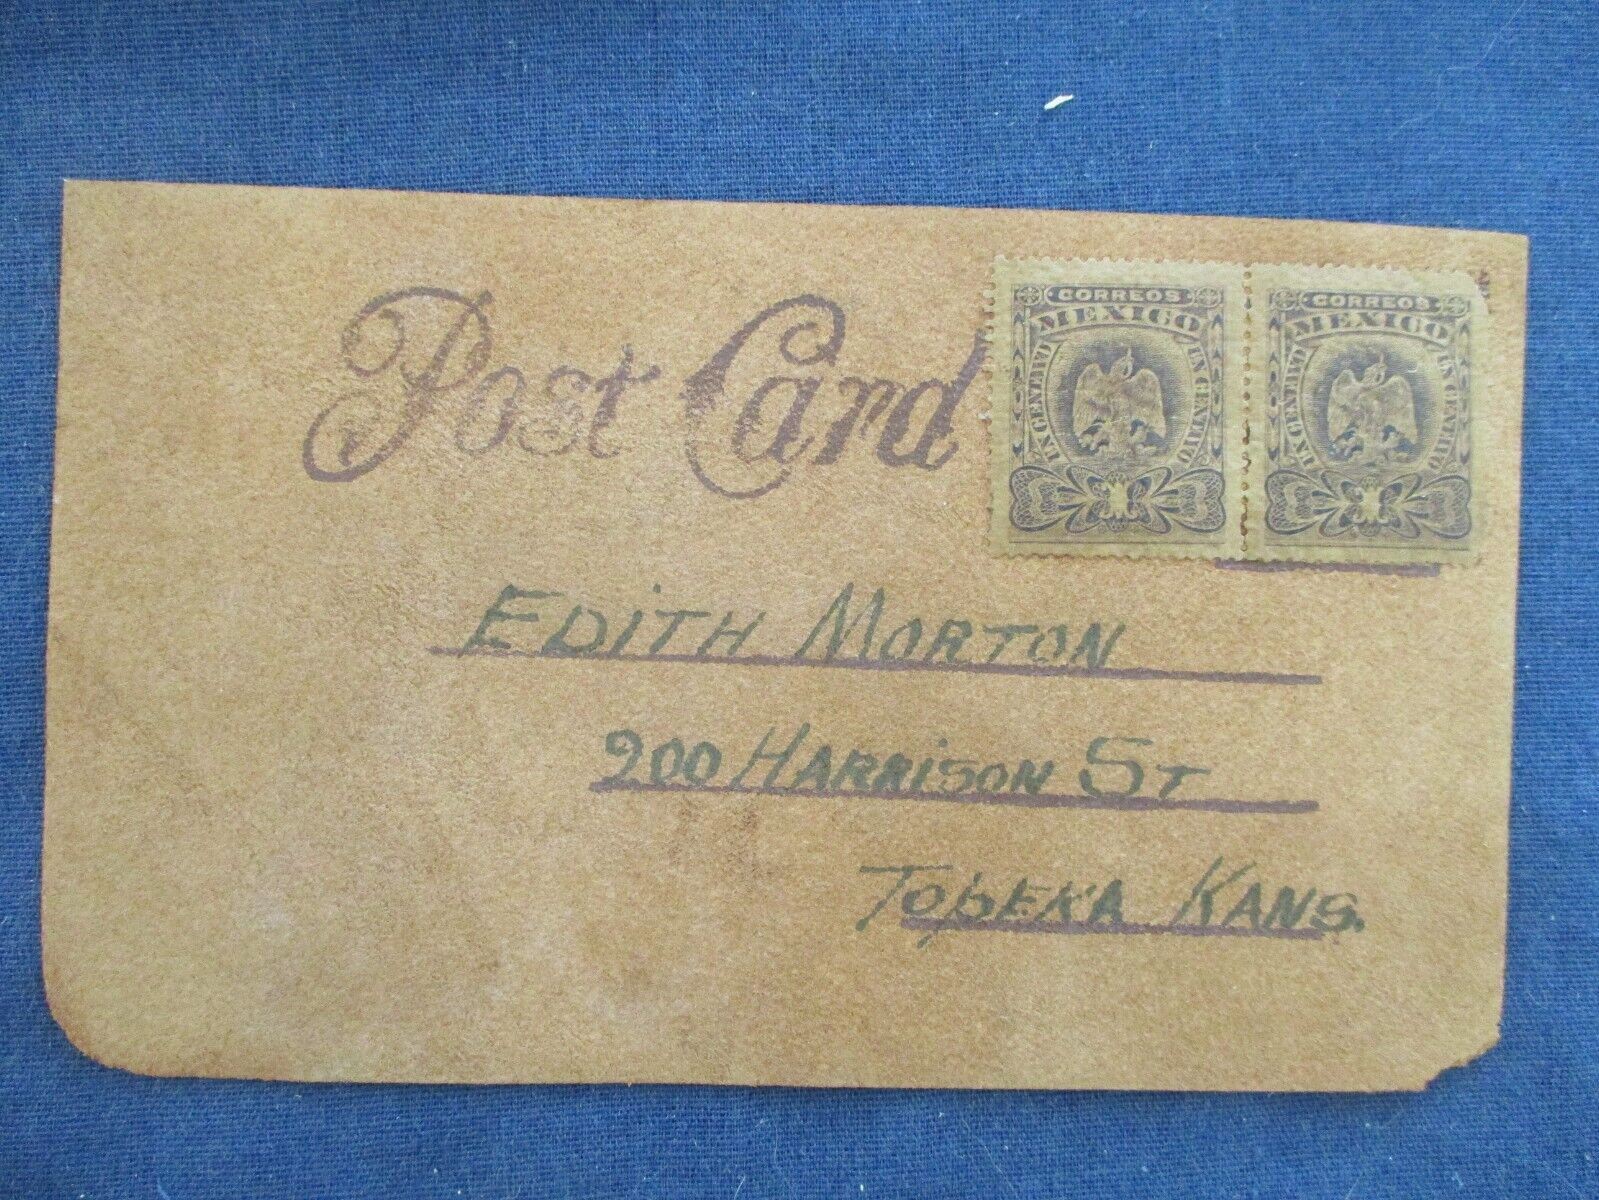 Post Card
CORREOS
MEXICO
UN CENTAVO
UN CENTAVO
CORREOS
MEXICO
UN CENTAVO
UN CENTAVO
EDiTH MORTON
200 HARRiSON ST
TOpEKA KANS.